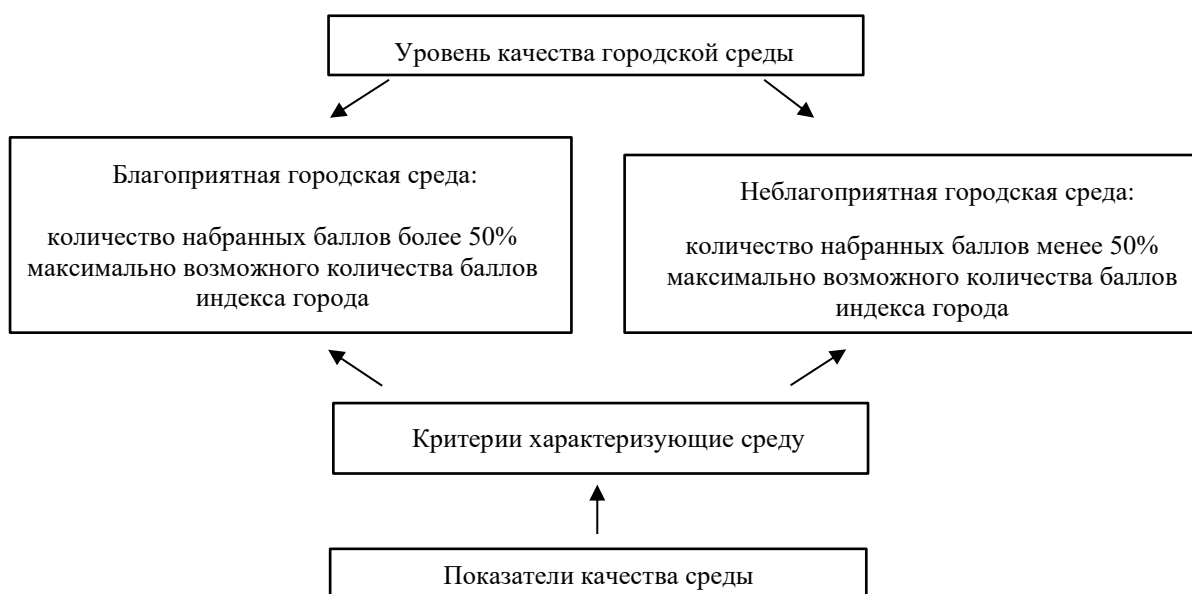 Уровень качества городской среды
Благоприятная городская среда:
количество набранных баллов более 50%
максимально возможного количества баллов
индекса города
Неблагоприятная городская среда:
количество набранных баллов менее 50%
максимально возможного количества баллов
индекса города
Критерии характеризующие среду
Показатели качества среды